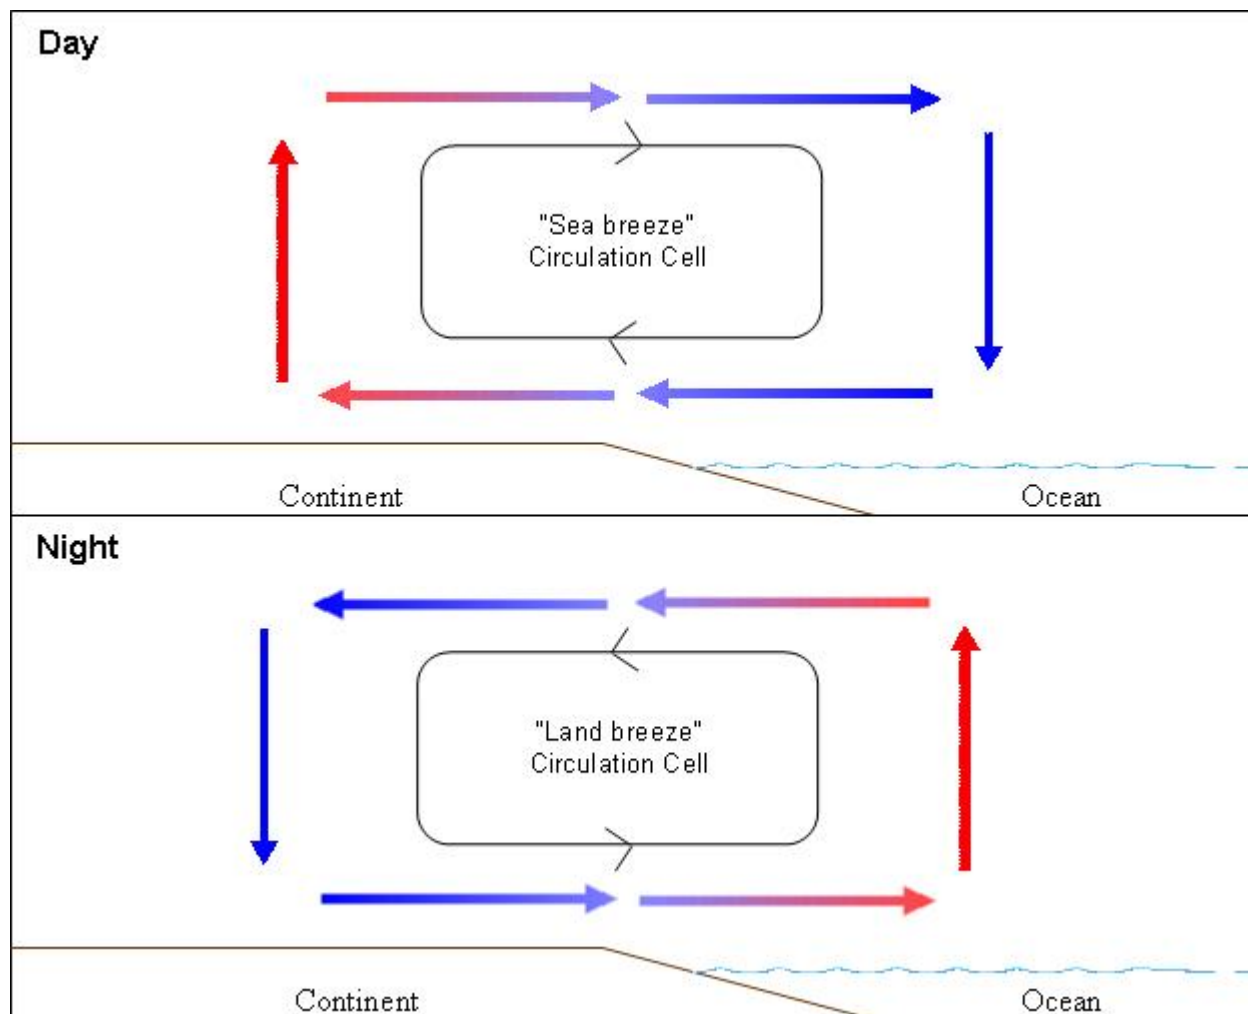 Day
"Sea breeze"
Circulation Cell
Continent
Ocean
Night
"Land breeze"
Circulation Cell
Continent
Ocean